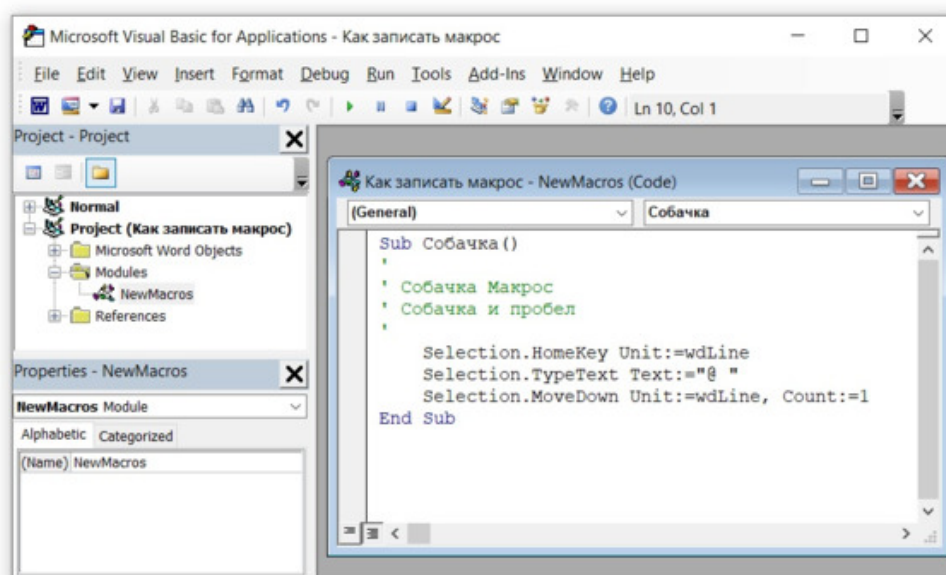 Microsoft Visual Basic for Applications - Как записать макрос
File Edit View Insert Format Debug Run Tools Add-Ins Window Help
Ln 10, Col 1
Project - Project
Normal
Project (Как записать макрос)
Microsoft Word Objects
Modules
NewMacros
References
Properties - NewMacros
NewMacros Module
Alphabetic Categorized
(Name) NewMacros
Как записать макрос - NewMacros (Code)
(General) Собачка
Sub Собачка()
'
' Собачка Макрос
' Собачка и пробел
'
    Selection.HomeKey Unit:=wdLine
    Selection.TypeText Text:="@ "
    Selection.MoveDown Unit:=wdLine, Count:=1
End Sub